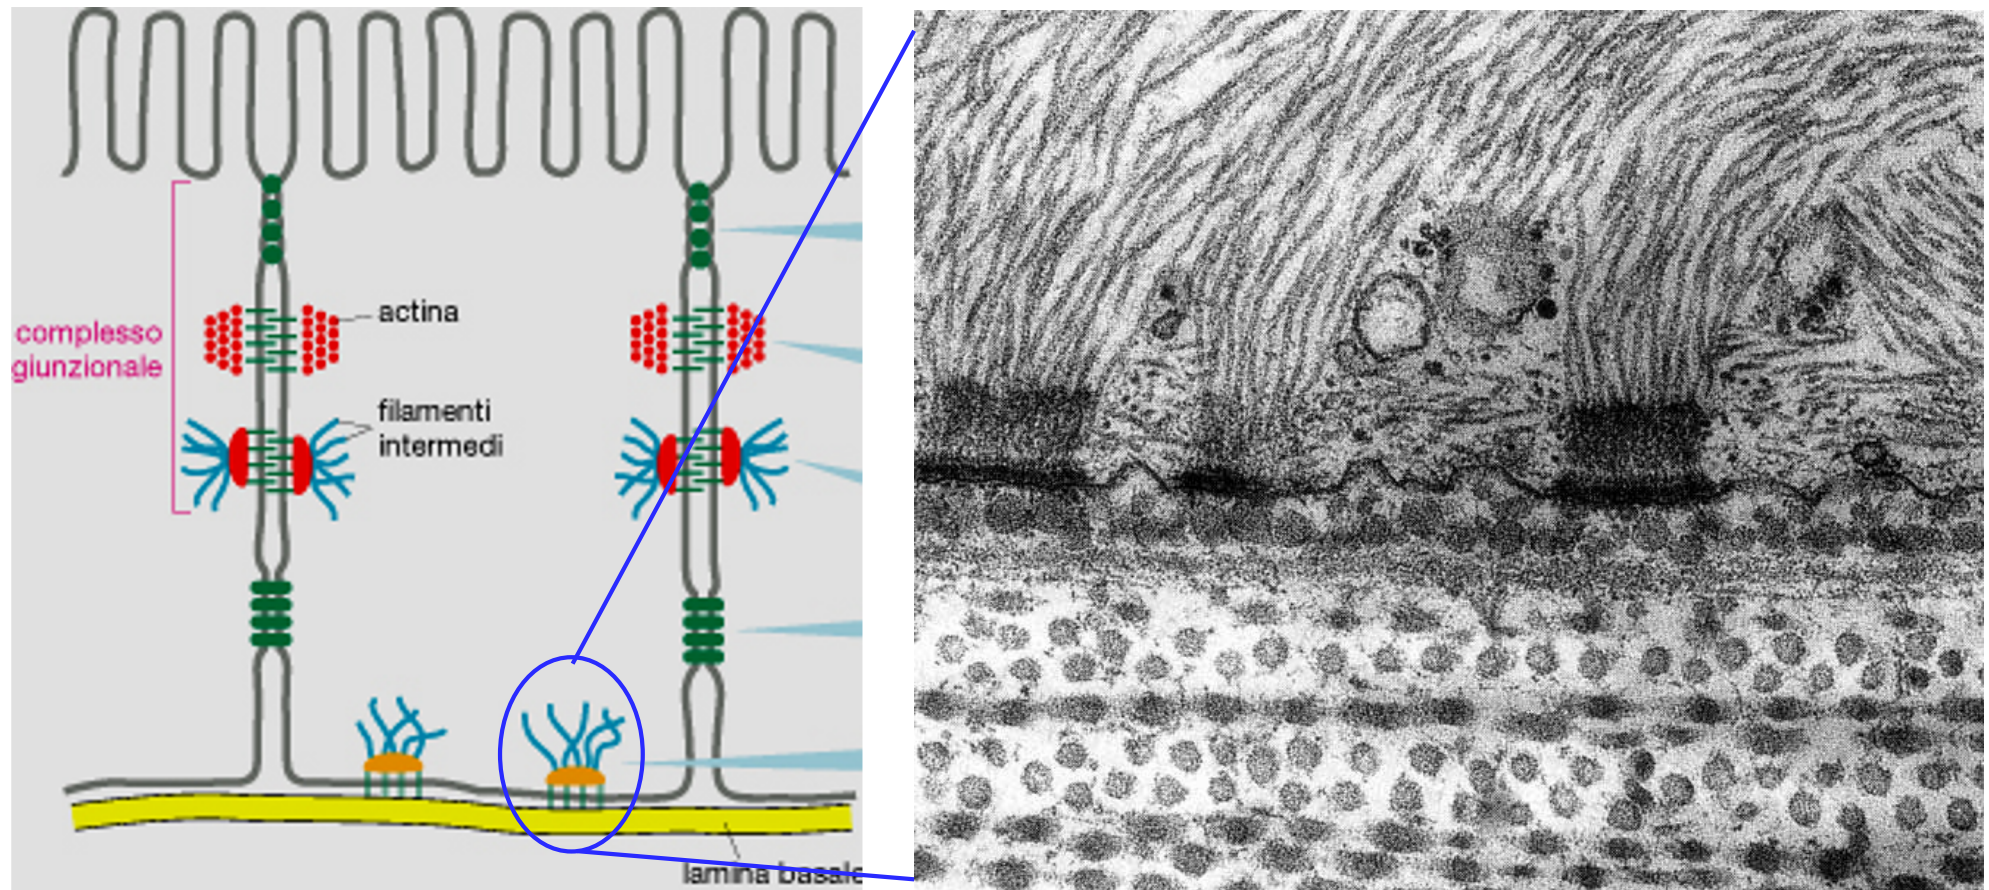 actina
complesso
giunzionale
filamenti
intermedi
lamina basale